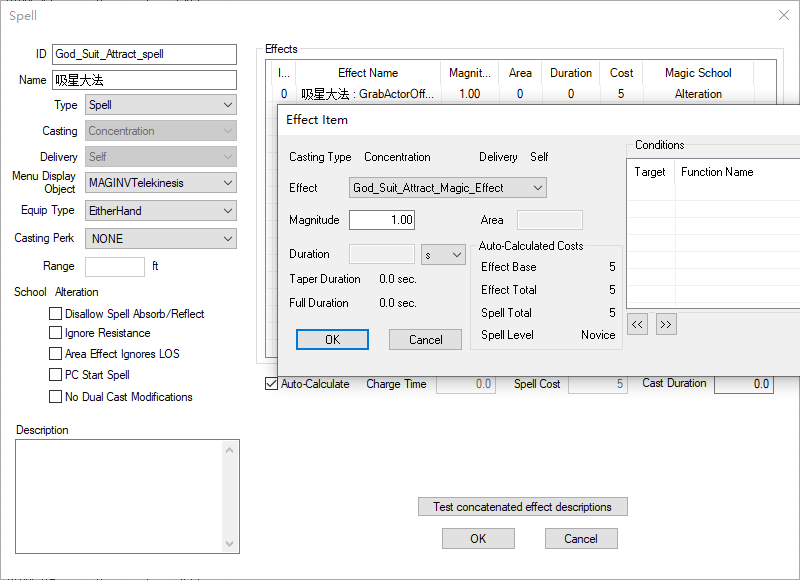 Spell
ID God_Suit_Attract_spell
Name 吸星大法
Type Spell
Casting Concentration
Delivery Self
Menu Display Object MAGINVTelekinesis
Equip Type EitherHand
Casting Perk NONE
Range ft
School Alteration
Disallow Spell Absorb/Reflect
Ignore Resistance
Area Effect Ignores LOS
PC Start Spell
No Dual Cast Modifications
Description
Effects
I... Effect Name Magnit... Area Duration Cost Magic School
0 吸星大法 : GrabActorOff... 1.00 0 0 5 Alteration
Effect Item
Casting Type Concentration Delivery Self
Effect God_Suit_Attract_Magic_Effect
Magnitude 1.00 Area
Duration s
Taper Duration 0.0 sec.
Full Duration 0.0 sec.
OK Cancel
Auto-Calculated Costs
Effect Base 5
Effect Total 5
Spell Total 5
Spell Level Novice
Conditions
Target Function Name
<< >>
Auto-Calculate Charge Time 0.0 Spell Cost 5 Cast Duration 0.0
Test concatenated effect descriptions
OK Cancel